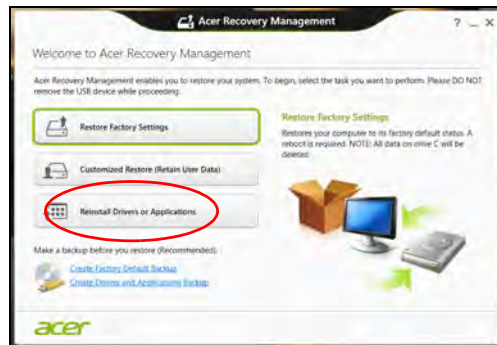 Acer Recovery Management
Welcome to Acer Recovery Management
Acer Recovery Management enables you to restore your system. To begin, select the task you want to perform. Please DO NOT
remove the USB device while proceeding.
Restore Factory Settings
Customized Restore (Retain User Data)
Reinstall Drivers or Applications
Restore Factory Settings
Restores your computer to its factory default status. A
reboot is required. NOTE: All data on drive C will be
deleted.
Make a backup before you restore (Recommended).
Create Factory Default Backup
Create Drivers and Applications Backup
acer